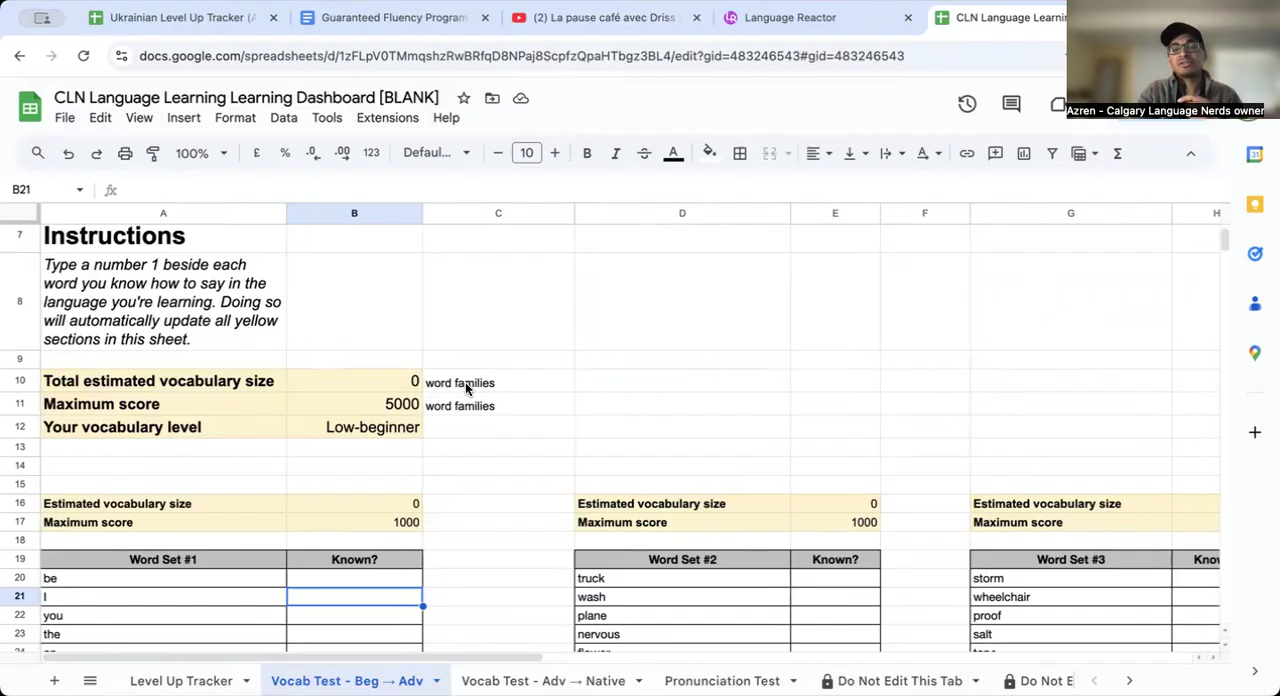 Ukrainian Level Up Tracker (A
Guaranteed Fluency Program
(2) La pause café avec Driss
Language Reactor
CLN Language Learni
docs.google.com/spreadsheets/d/1zFLpV0TMmqshzRwBRfqD8NPaj8ScpfzQpaHTbgz3BL4/edit?gid=483246543#gid=483246543
CLN Language Learning Learning Dashboard [BLANK]
File Edit View Insert Format Data Tools Extensions Help
Azren - Calgary Language Nerds owner
100% £ % .0 .00 123 Defaul... 10 B I A
B21
A B C D E F G H
7 Instructions
8 Type a number 1 beside each
word you know how to say in the
language you're learning. Doing so
will automatically update all yellow
sections in this sheet.
9
10 Total estimated vocabulary size 0 word families
11 Maximum score 5000 word families
12 Your vocabulary level Low-beginner
13
14
15
16 Estimated vocabulary size 0 Estimated vocabulary size 0 Estimated vocabulary size
17 Maximum score 1000 Maximum score 1000 Maximum score
18
19 Word Set #1 Known? Word Set #2 Known? Word Set #3 Know
20 be truck storm
21 I wash wheelchair
22 you plane proof
23 the nervous salt
Level Up Tracker Vocab Test - Beg → Adv Vocab Test - Adv → Native Pronunciation Test Do Not Edit This Tab Do Not E